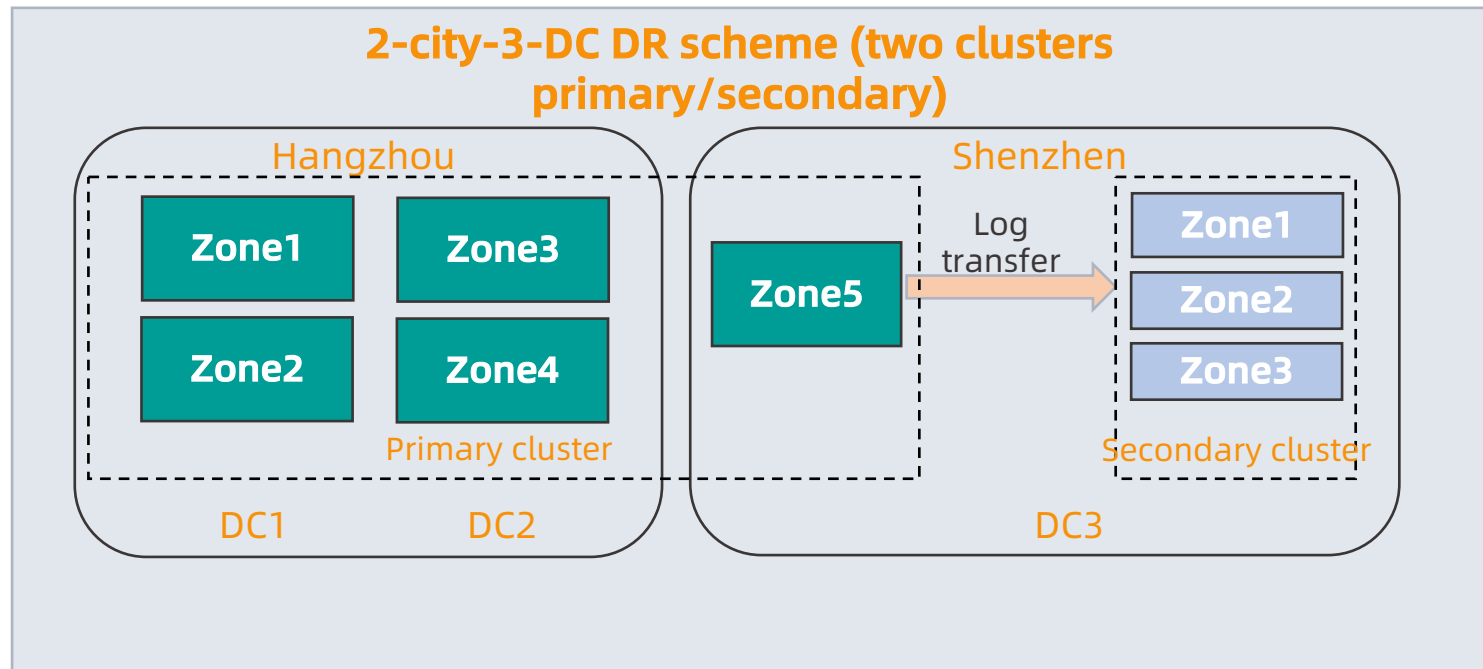 2-city-3-DC DR scheme (two clusters
primary/secondary)
Hangzhou
Zone1
Zone3
Zone2
Zone4
Primary cluster
DC1
DC2
Shenzhen
Zone5
Log
transfer
Zone1
Zone2
Zone3
Secondary cluster
DC3